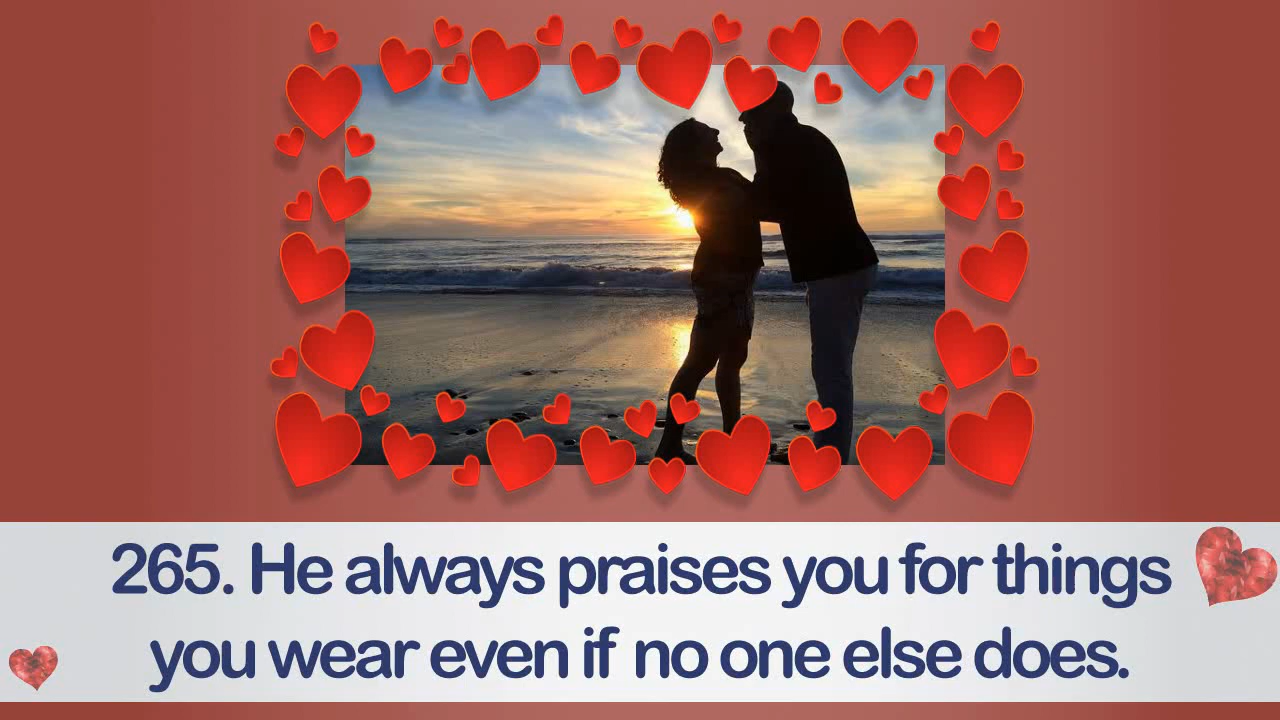 265. He always praises you for things
you wear even if no one else does.